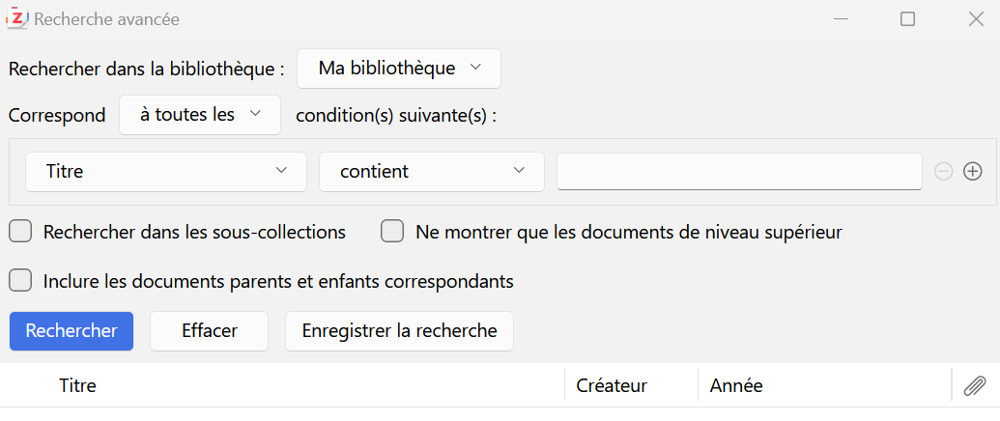 Z Recherche avancée
Rechercher dans la bibliothèque : Ma bibliothèque
Correspond à toutes les condition(s) suivante(s) :
Titre contient
Rechercher dans les sous-collections Ne montrer que les documents de niveau supérieur
Inclure les documents parents et enfants correspondants
Rechercher Effacer Enregistrer la recherche
Titre Créateur Année